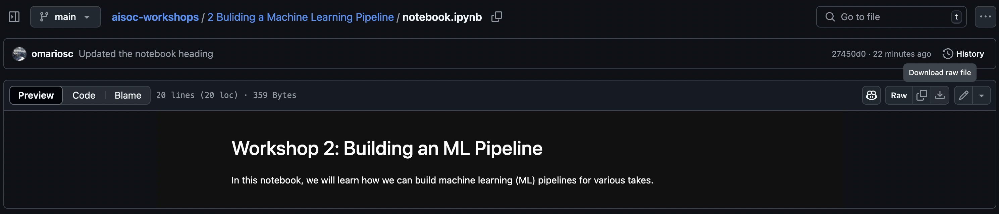 main aisoc-workshops / 2 Buliding a Machine Learning Pipeline / notebook.ipynb Go to file t
omariosc Updated the notebook heading 27450d0 · 22 minutes ago History
Download raw file
Preview Code Blame 20 lines (20 loc) · 359 Bytes Raw
Workshop 2: Building an ML Pipeline
In this notebook, we will learn how we can build machine learning (ML) pipelines for various takes.